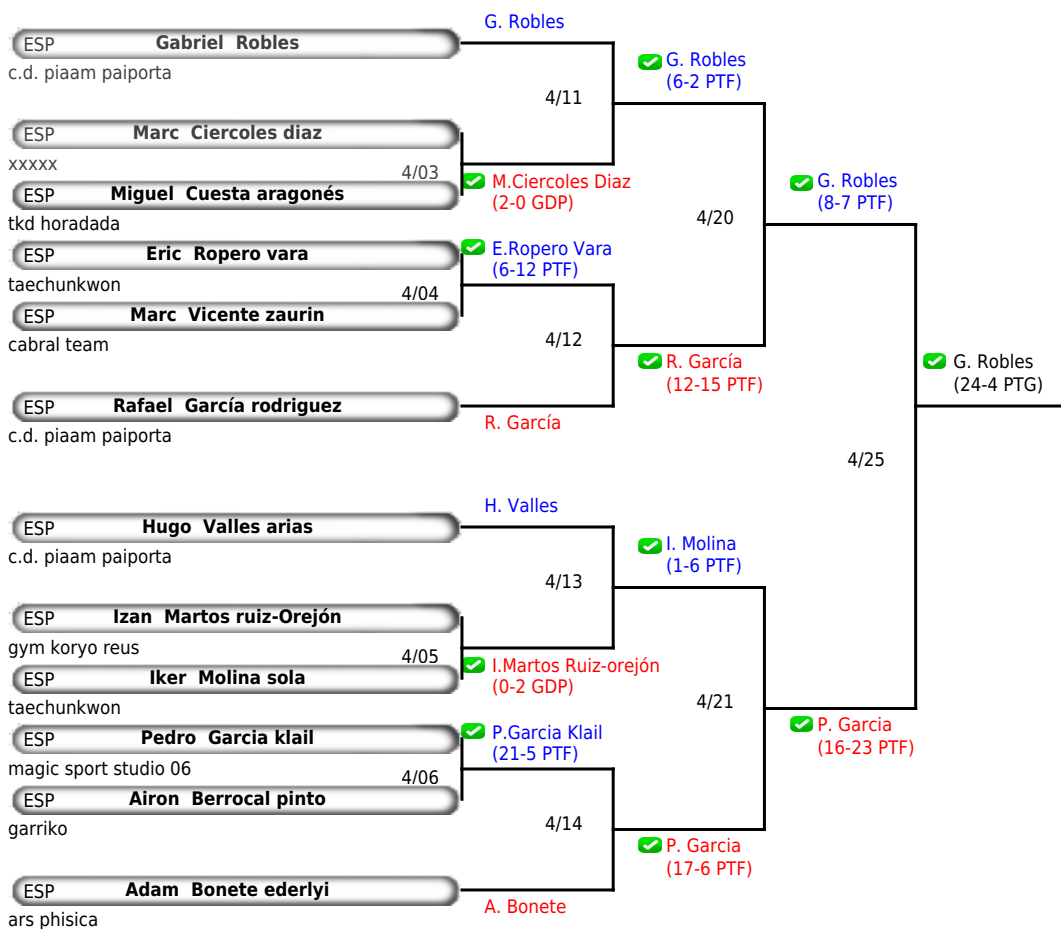 G. Robles
ESP Gabriel Robles
c.d. piaam paiporta
G. Robles
(6-2 PTF)
4/11
ESP Marc Ciercoles diaz
xxxxx
4/03
M.Ciercoles Diaz
(2-0 GDP)
ESP Miguel Cuesta aragonés
tkd horadada
G. Robles
(8-7 PTF)
4/20
ESP Eric Ropero vara
E.Ropero Vara
(6-12 PTF)
taechunkwon
4/04
ESP Marc Vicente zaurin
cabral team
4/12
R. García
(12-15 PTF)
G. Robles
(24-4 PTG)
ESP Rafael García rodriguez
R. García
c.d. piaam paiporta
4/25
H. Valles
ESP Hugo Valles arias
c.d. piaam paiporta
I. Molina
(1-6 PTF)
4/13
ESP Izan Martos ruiz-Orejón
gym koryo reus
4/05
I.Martos Ruiz-orejón
(0-2 GDP)
ESP Iker Molina sola
taechunkwon
4/21
P. Garcia
(16-23 PTF)
ESP Pedro Garcia klail
P.Garcia Klail
(21-5 PTF)
magic sport studio 06
4/06
ESP Airon Berrocal pinto
garriko
4/14
P. Garcia
(17-6 PTF)
ESP Adam Bonete ederlyi
A. Bonete
ars phisica